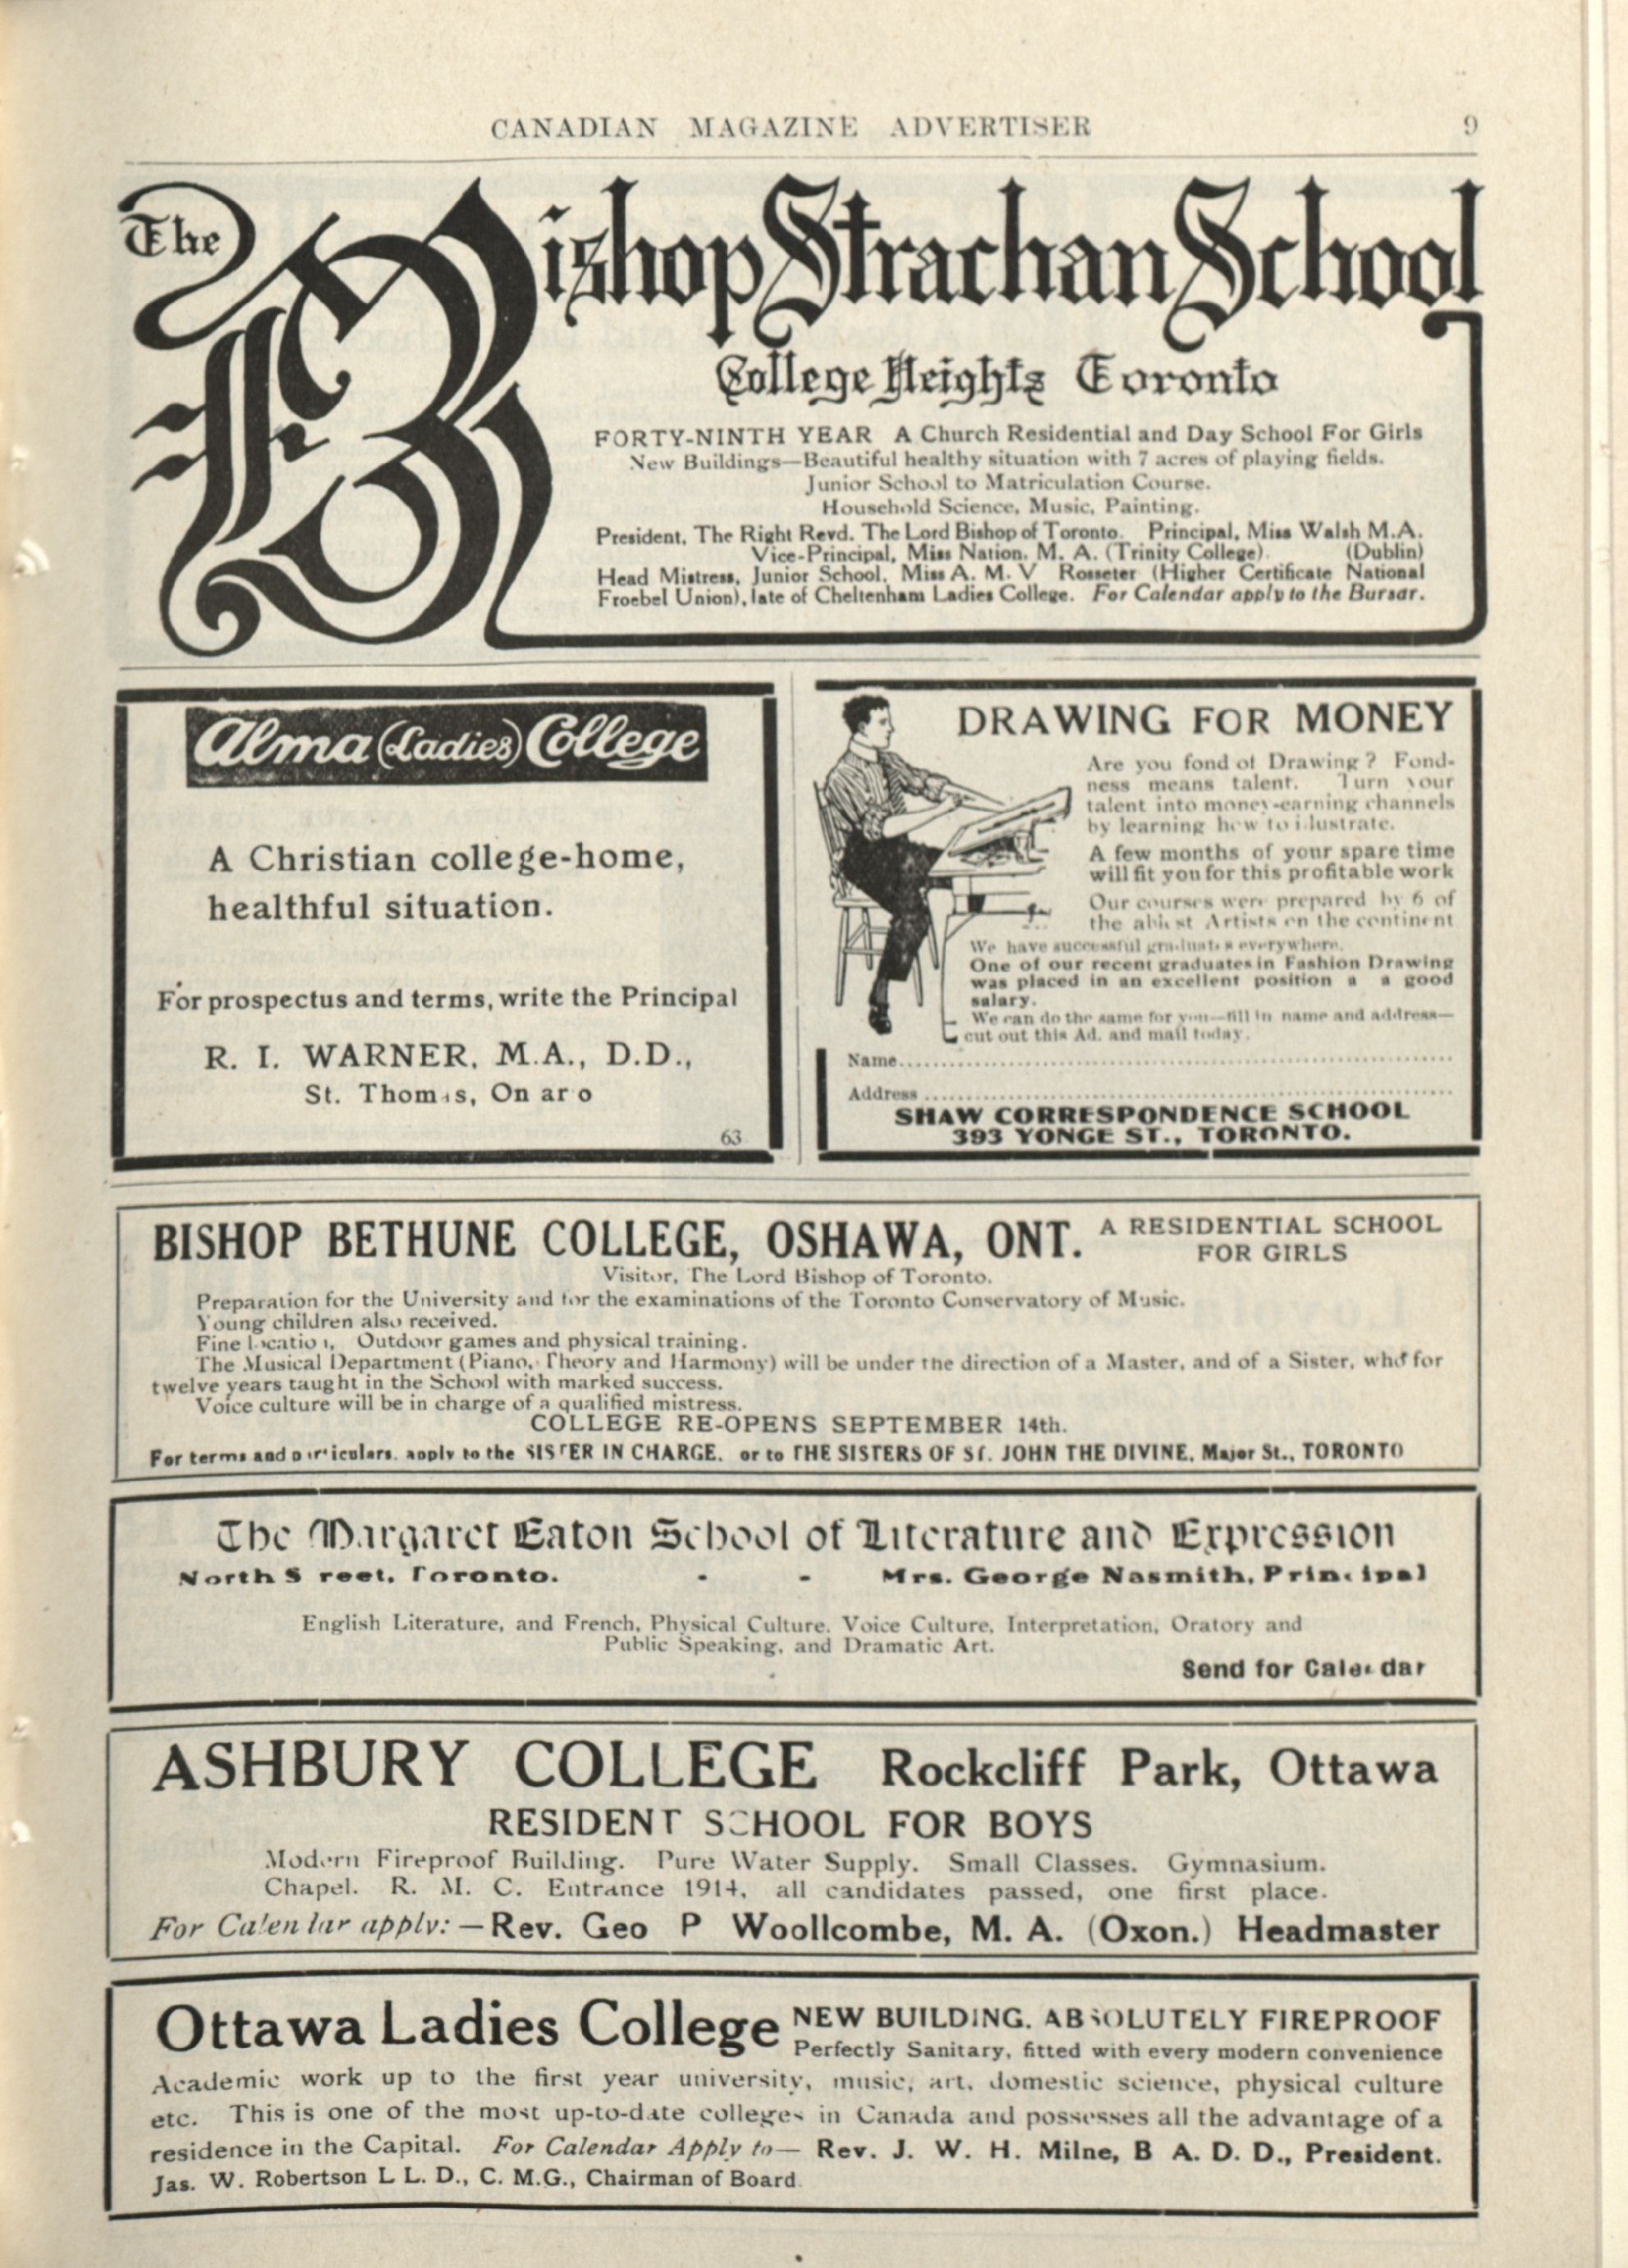 CANADIAN MAGAZINE ADVERTISER 9
The Bishop Strachan School
College Heights Toronto
FORTY-NINTH YEAR A Church Residential and Day School For Girls
New Buildings—Beautiful healthy situation with 7 acres of playing fields.
Junior School to Matriculation Course.
Household Science, Music, Painting.
President, The Right Revd. The Lord Bishop of Toronto. Principal, Miss Walsh M.A.
Vice-Principal, Miss Nation, M. A. (Trinity College). (Dublin)
Head Mistress, Junior School, Miss A. M. V Rosseter (Higher Certificate National
Froebel Union), late of Cheltenham Ladies College. For Calendar apply to the Bursar.
Alma (Ladies) College
A Christian college-home,
healthful situation.
For prospectus and terms, write the Principal
R. I. WARNER, M.A., D.D.,
St. Thomas, On ar o
63
DRAWING FOR MONEY
Are you fond of Drawing? Fond-
ness means talent. Turn your
talent into money-earning channels
by learning how to illustrate.
A few months of your spare time
will fit you for this profitable work
Our courses were prepared by 6 of
the ablest Artists on the continent
We have successful graduates everywhere.
One of our recent graduates in Fashion Drawing
was placed in an excellent position a a good
salary.
We can do the same for you—fill in name and address—
cut out this Ad. and mail today.
Name
Address
SHAW CORRESPONDENCE SCHOOL
393 YONGE ST., TORONTO.
BISHOP BETHUNE COLLEGE, OSHAWA, ONT. A RESIDENTIAL SCHOOL
FOR GIRLS
Visitor, The Lord Bishop of Toronto.
Preparation for the University and for the examinations of the Toronto Conservatory of Music.
Young children also received.
Fine location, Outdoor games and physical training.
The Musical Department (Piano, Theory and Harmony) will be under the direction of a Master, and of a Sister, who for
twelve years taught in the School with marked success.
Voice culture will be in charge of a qualified mistress.
COLLEGE RE-OPENS SEPTEMBER 14th.
For terms and particulars, apply to the SISTER IN CHARGE, or to THE SISTERS OF ST. JOHN THE DIVINE, Major St., TORONTO
The Margaret Eaton School of Literature and Expression
North S reet, Toronto. - - Mrs. George Nasmith, Principal
English Literature, and French, Physical Culture, Voice Culture, Interpretation, Oratory and
Public Speaking, and Dramatic Art.
Send for Calendar
ASHBURY COLLEGE Rockcliff Park, Ottawa
RESIDENT SCHOOL FOR BOYS
Modern Fireproof Building. Pure Water Supply. Small Classes. Gymnasium.
Chapel. R. M. C. Entrance 1914, all candidates passed, one first place.
For Calendar apply:—Rev. Geo P Woollcombe, M. A. (Oxon.) Headmaster
Ottawa Ladies College NEW BUILDING. ABSOLUTELY FIREPROOF
Perfectly Sanitary, fitted with every modern convenience
Academic work up to the first year university, music, art, domestic science, physical culture
etc. This is one of the most up-to-date colleges in Canada and possesses all the advantage of a
residence in the Capital. For Calendar Apply to— Rev. J. W. H. Milne, B A. D. D., President.
Jas. W. Robertson L L. D., C. M.G., Chairman of Board.